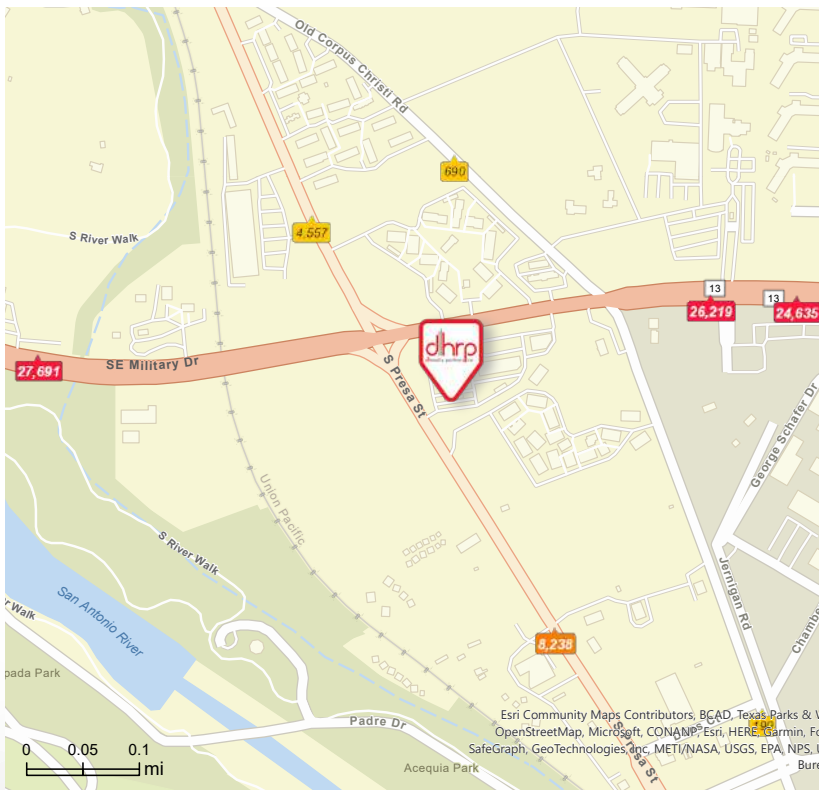 Old Corpus Christi Rd
690
4,557
S River Walk
13
13
26,219
24,635
SE Military Dr
27,691
dhrp
S Presa St
George Schafer Dr
Union Pacific
S River Walk
San Antonio River
Jernigan Rd
8,238
Padre Dr
S Presa St
190
Acequia Park
Esri Community Maps Contributors, BCAD, Texas Parks & W
OpenStreetMap, Microsoft, CONANP, Esri, HERE, Garmin, Fo
SafeGraph, GeoTechnologies, Inc, METI/NASA, USGS, EPA, NPS, U
Bure
0 0.05 0.1
mi